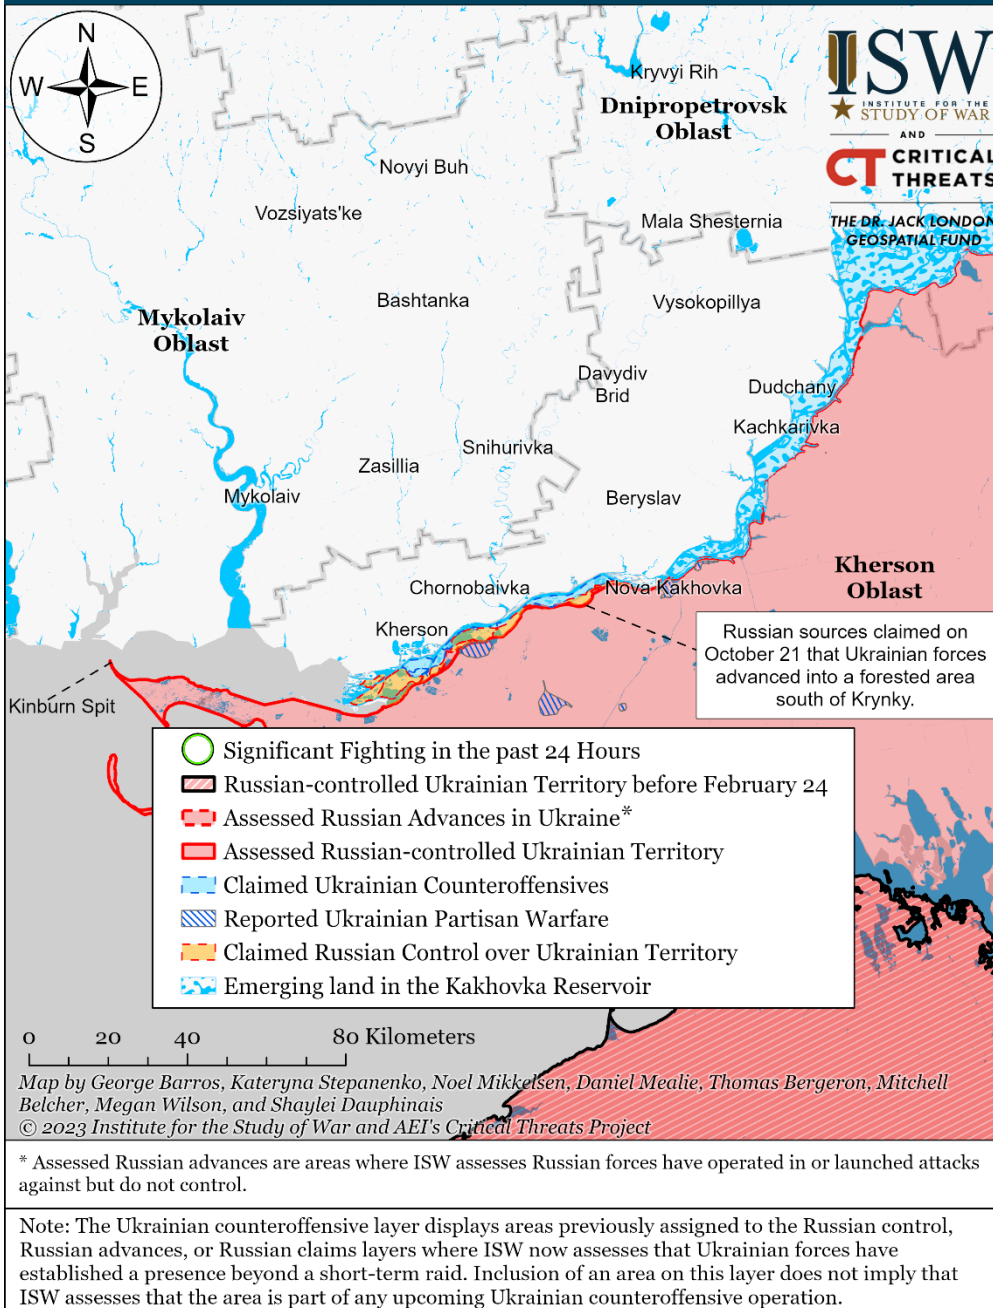 N
W
E
S
ISW
INSTITUTE FOR THE
STUDY OF WAR
AND
CT CRITICAL
THREATS
THE DR. JACK LONDON
GEOSPATIAL FUND
Kryvyi Rih
Dnipropetrovsk
Oblast
Novyi Buh
Vozsiyats'ke
Mala Shesternia
Bashtanka
Vysokopillya
Mykolaiv
Oblast
Davydiv
Brid
Dudchany
Kachkarivka
Snihurivka
Zasillia
Mykolaiv
Beryslav
Kherson
Oblast
Chornobaivka
Nova Kakhovka
Kherson
Russian sources claimed on
October 21 that Ukrainian forces
advanced into a forested area
south of Krynky.
Kinburn Spit
Significant Fighting in the past 24 Hours
Russian-controlled Ukrainian Territory before February 24
Assessed Russian Advances in Ukraine*
Assessed Russian-controlled Ukrainian Territory
Claimed Ukrainian Counteroffensives
Reported Ukrainian Partisan Warfare
Claimed Russian Control over Ukrainian Territory
Emerging land in the Kakhovka Reservoir
0 20 40 80 Kilometers
Map by George Barros, Kateryna Stepanenko, Noel Mikkelsen, Daniel Mealie, Thomas Bergeron, Mitchell
Belcher, Megan Wilson, and Shaylei Dauphinais
© 2023 Institute for the Study of War and AEI's Critical Threats Project
* Assessed Russian advances are areas where ISW assesses Russian forces have operated in or launched attacks
against but do not control.
Note: The Ukrainian counteroffensive layer displays areas previously assigned to the Russian control,
Russian advances, or Russian claims layers where ISW now assesses that Ukrainian forces have
established a presence beyond a short-term raid. Inclusion of an area on this layer does not imply that
ISW assesses that the area is part of any upcoming Ukrainian counteroffensive operation.